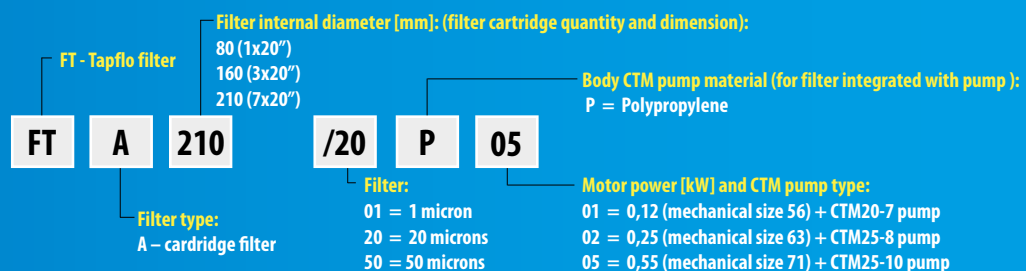 Filter internal diameter [mm]: (filter cartridge quantity and dimension):
80 (1x20″)
160 (3x20″)
210 (7x20″)
FT - Tapflo filter
Body CTM pump material (for filter integrated with pump ):
P = Polypropylene
FT A 210 /20 P 05
Filter type:
A – cardridge filter
Filter:
01 = 1 micron
20 = 20 microns
50 = 50 microns
Motor power [kW] and CTM pump type:
01 = 0,12 (mechanical size 56) + CTM20-7 pump
02 = 0,25 (mechanical size 63) + CTM25-8 pump
05 = 0,55 (mechanical size 71) + CTM25-10 pump